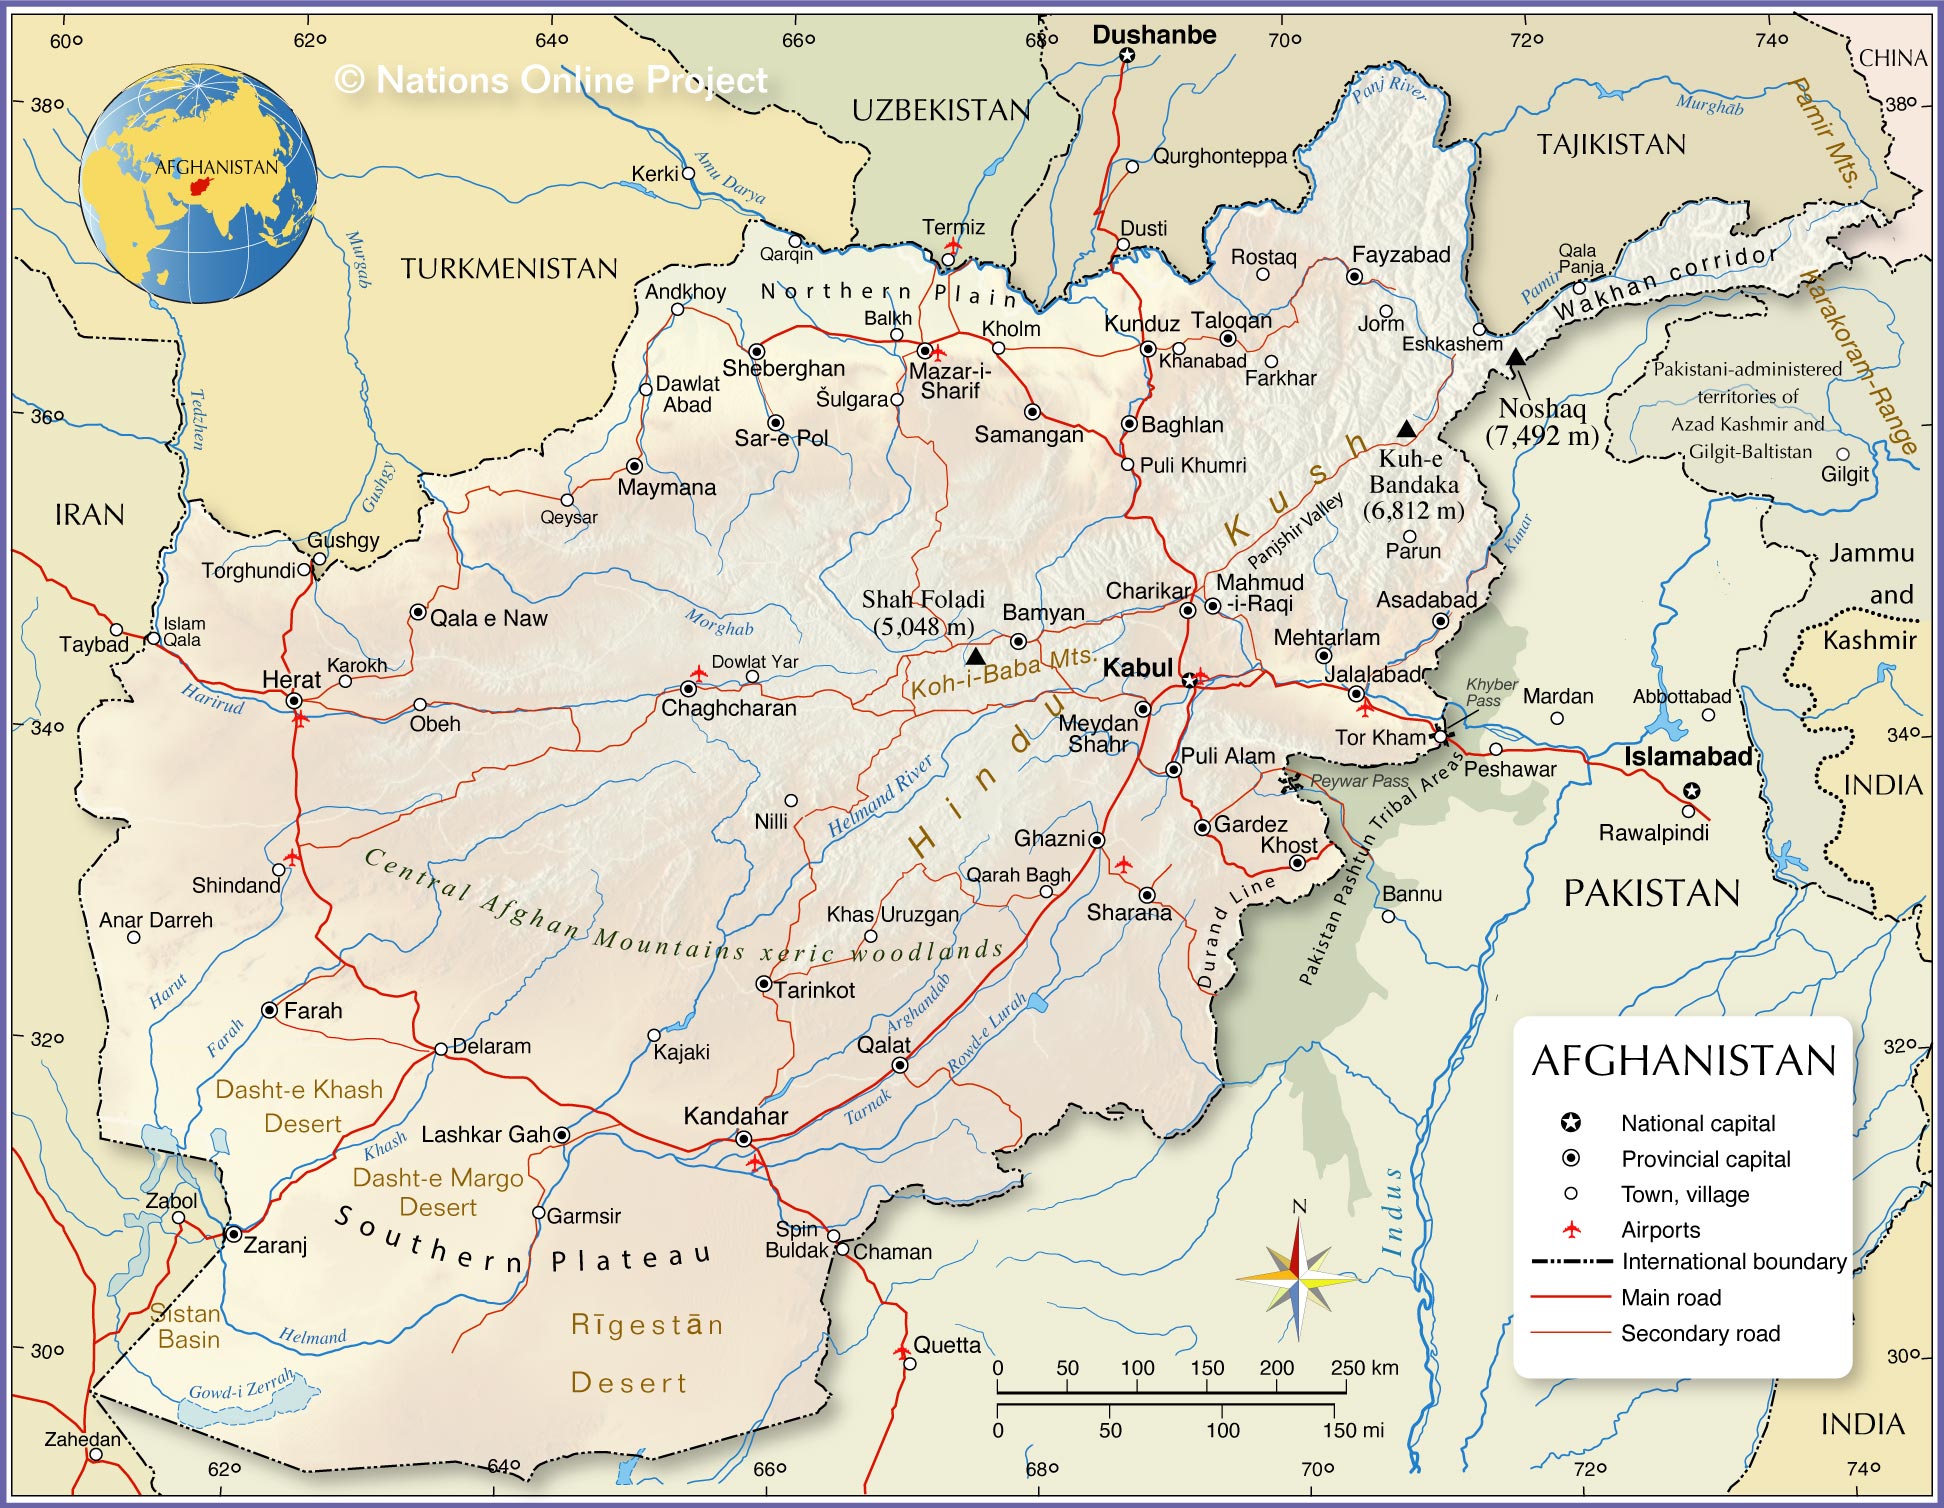 60°
62°
64°
66°
68°
70°
72°
74°
Dushanbe
CHINA
© Nations Online Project
38°
38°
UZBEKISTAN
Panj River
Murghāb
Pamir Mts.
TAJIKISTAN
AFGHANISTAN
Kerki
Amu Darya
Qurghonteppa
Termiz
Dusti
Murgab
TURKMENISTAN
Qarqin
Rostaq
Fayzabad
Qala
Panja
Pamir
Wakhan corridor
Karakoram-Range
Andkhoy
Northern Plain
Balkh
Kholm
Kunduz
Taloqan
Jorm
Eshkashem
Sheberghan
Mazar-i-
Sharif
Khanabad
Farkhar
Pakistani-administered
territories of
Azad Kashmir and
Gilgit-Baltistan
Gilgit
Dawlat
Abad
Šulgara
Tedzhen
36°
Sar-e Pol
Samangan
Baghlan
Noshaq
(7,492 m)
Puli Khumri
Kuh-e
Bandaka
(6,812 m)
Maymana
Qeysar
Gushgy
IRAN
Hindu Kush
Panjshir Valley
Kunar
Parun
Gushgy
Torghundi
Jammu
and
Kashmir
Shah Foladi
(5,048 m)
Bamyan
Charikar
Mahmud
-i-Raqi
Asadabad
Qala e Naw
Morghab
Islam
Qala
Taybad
Mehtarlam
Karokh
Dowlat Yar
Koh-i-Baba Mts.
Kabul
Jalalabad
Khyber
Pass
Mardan
Abbottabad
Herat
Harirud
Obeh
Chaghcharan
Meydan
Shahr
34°
34°
Tor Kham
Peshawar
Islamabad
Puli Alam
Peywar Pass
INDIA
Helmand River
Nilli
Pakistan Pashtun Tribal Areas
Rawalpindi
Ghazni
Gardez
Khost
Central Afghan Mountains xeric woodlands
Shindand
Qarah Bagh
Sharana
Durand Line
Bannu
PAKISTAN
Anar Darreh
Khas Uruzgan
Harut
Farah
Farah
Tarinkot
Arghandab
Rowd-e Lurah
32°
32°
Delaram
Kajaki
Qalat
Tarnak
Dasht-e Khash
Desert
Khash
Lashkar Gah
Kandahar
Dasht-e Margo
Desert
Zabol
Zaranj
Garmsir
Southern Plateau
Spin
Buldak
Chaman
Indus
N
Sistan
Basin
Helmand
Rīgestān
Desert
30°
30°
Gowd-i Zerrah
Quetta
Zahedan
0 50 100 150 200 250 km
0 50 100 150 mi
AFGHANISTAN
National capital
Provincial capital
Town, village
Airports
International boundary
Main road
Secondary road
INDIA
62°
64°
66°
68°
70°
72°
74°